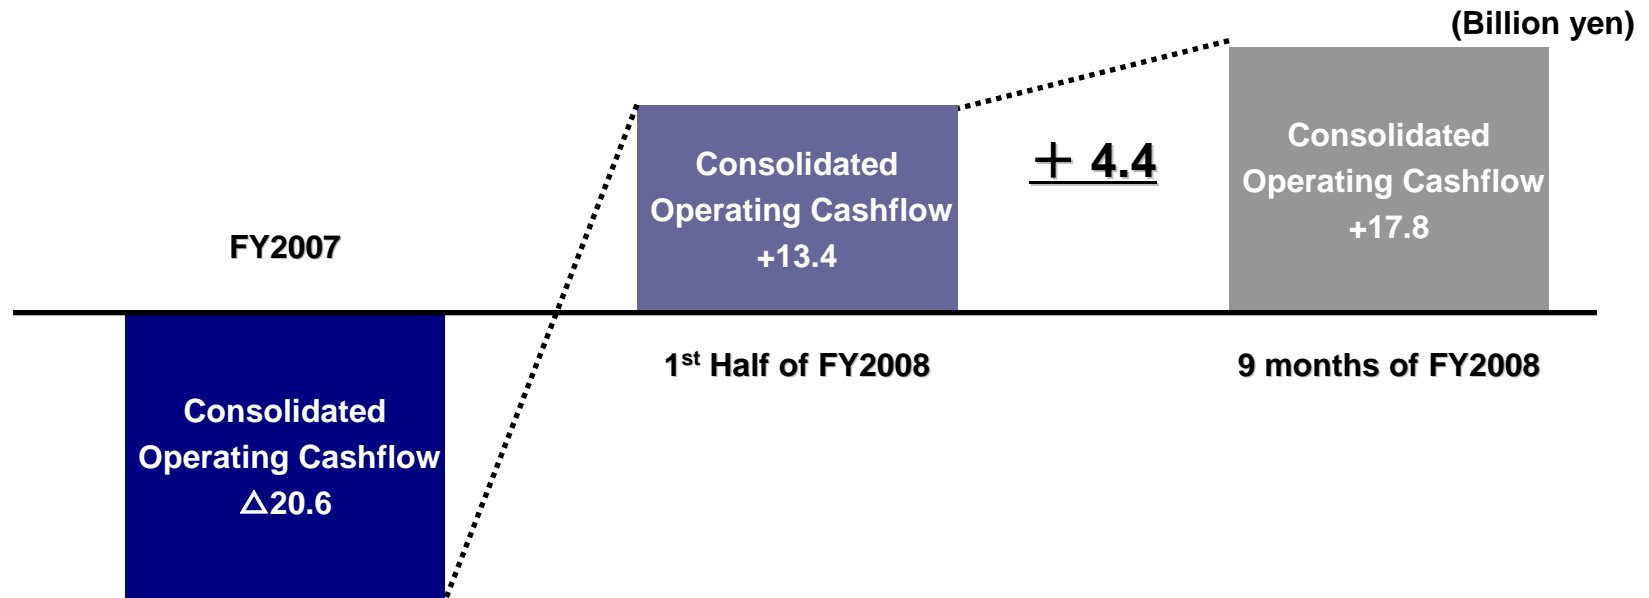 (Billion yen)
FY2007
Consolidated
Operating Cashflow
△20.6
Consolidated
Operating Cashflow
+13.4
1st Half of FY2008
＋ 4.4
Consolidated
Operating Cashflow
+17.8
9 months of FY2008